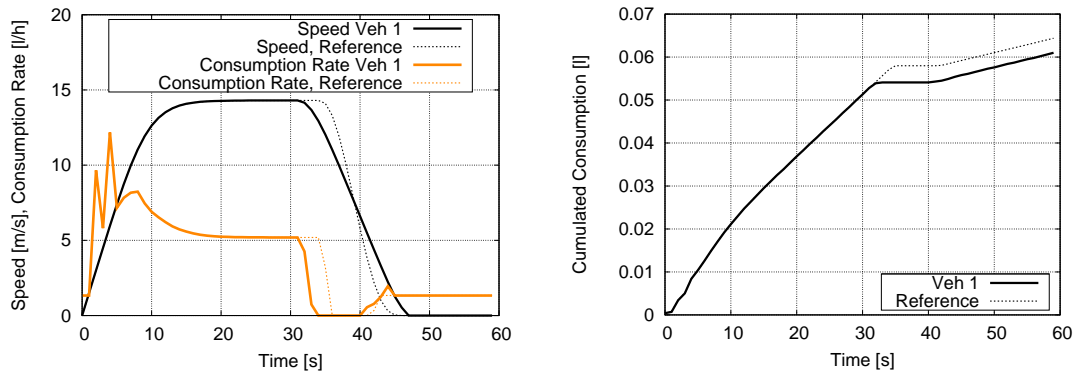 Speed [m/s], Consumption Rate [l/h]
20
15
10
5
0
Speed Veh 1
Speed, Reference
Consumption Rate Veh 1
Consumption Rate, Reference
0 10 20 30 40 50 60
Time [s]
Cumulated Consumption [l]
0.07
0.06
0.05
0.04
0.03
0.02
0.01
0
Veh 1
Reference
0 10 20 30 40 50 60
Time [s]